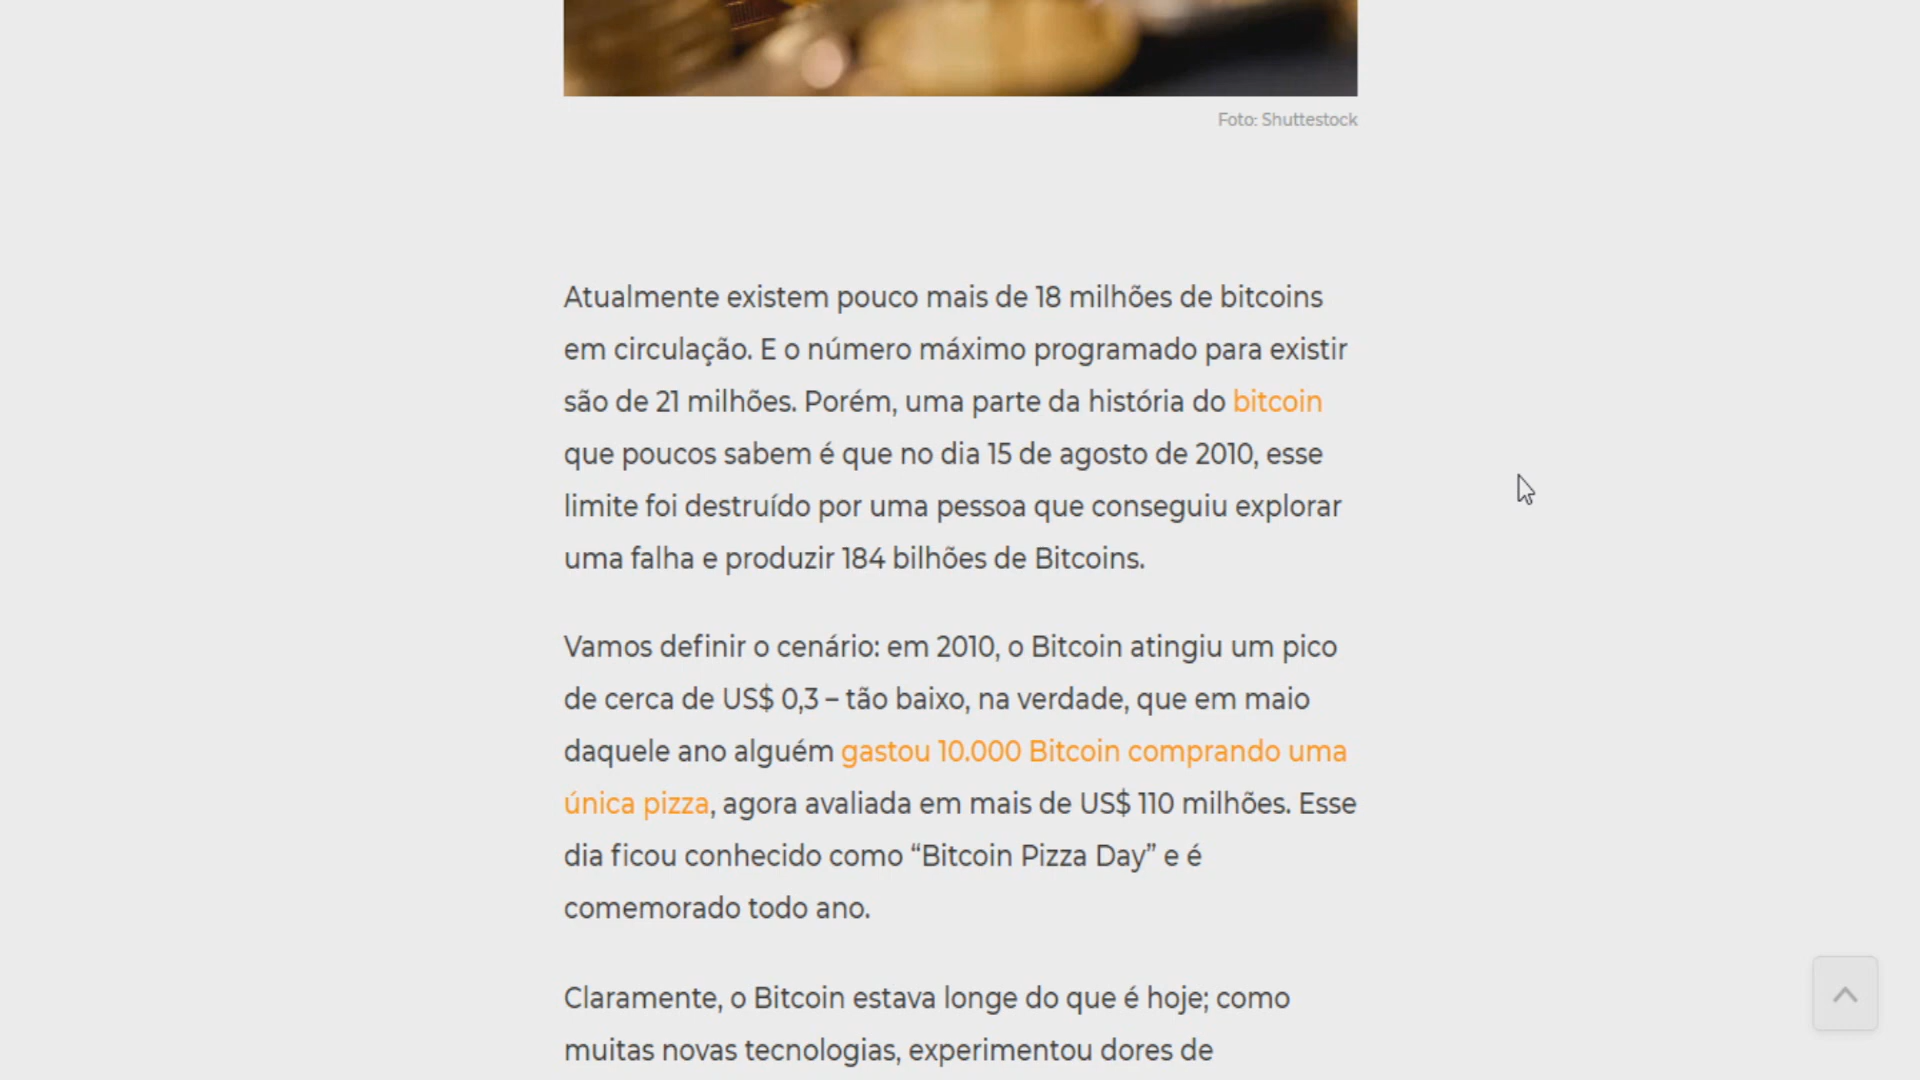 Foto: Shuttestock
Atualmente existem pouco mais de 18 milhões de bitcoins
em circulação. E o número máximo programado para existir
são de 21 milhões. Porém, uma parte da história do bitcoin
que poucos sabem é que no dia 15 de agosto de 2010, esse
limite foi destruído por uma pessoa que conseguiu explorar
uma falha e produzir 184 bilhões de Bitcoins.
Vamos definir o cenário: em 2010, o Bitcoin atingiu um pico
de cerca de US$ 0,3 – tão baixo, na verdade, que em maio
daquele ano alguém gastou 10.000 Bitcoin comprando uma
única pizza, agora avaliada em mais de US$ 110 milhões. Esse
dia ficou conhecido como “Bitcoin Pizza Day” e é
comemorado todo ano.
Claramente, o Bitcoin estava longe do que é hoje; como
muitas novas tecnologias, experimentou dores de